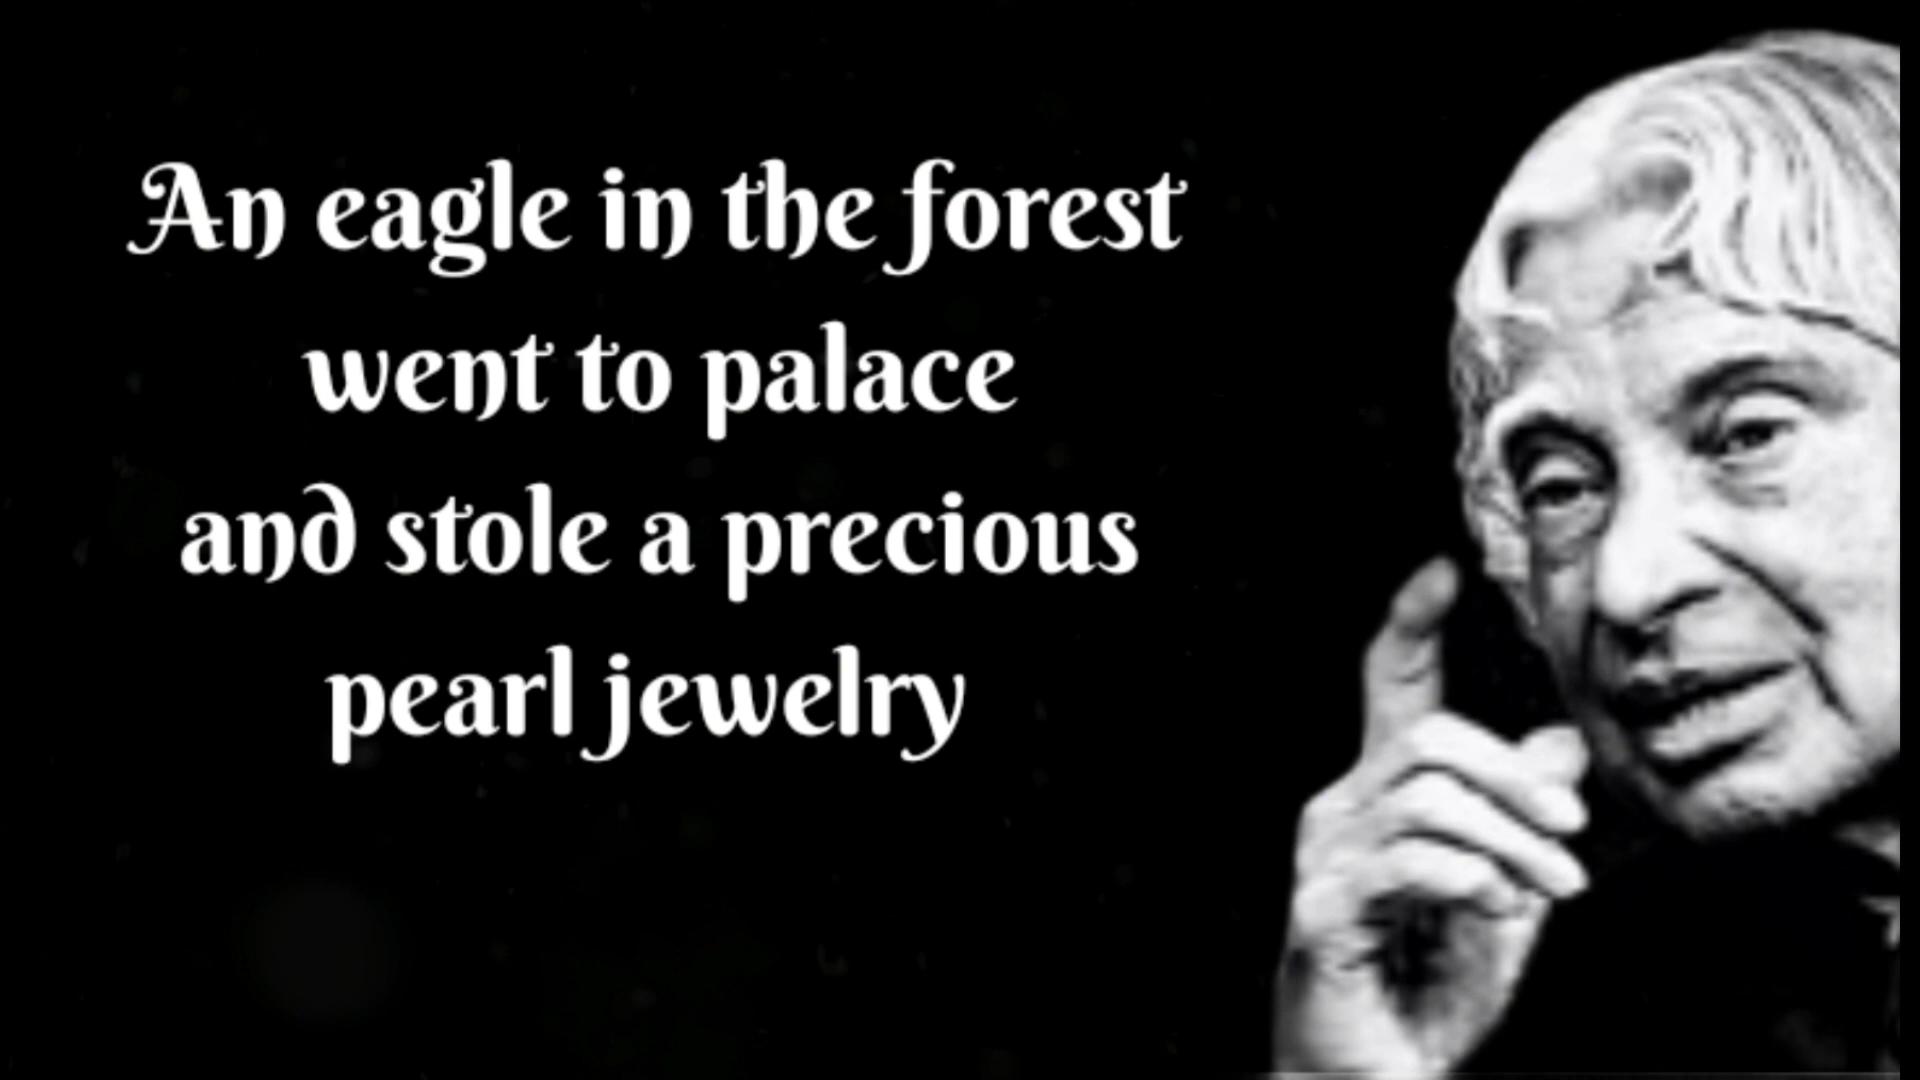 An eagle in the forest
went to palace
and stole a precious
pearl jewelry